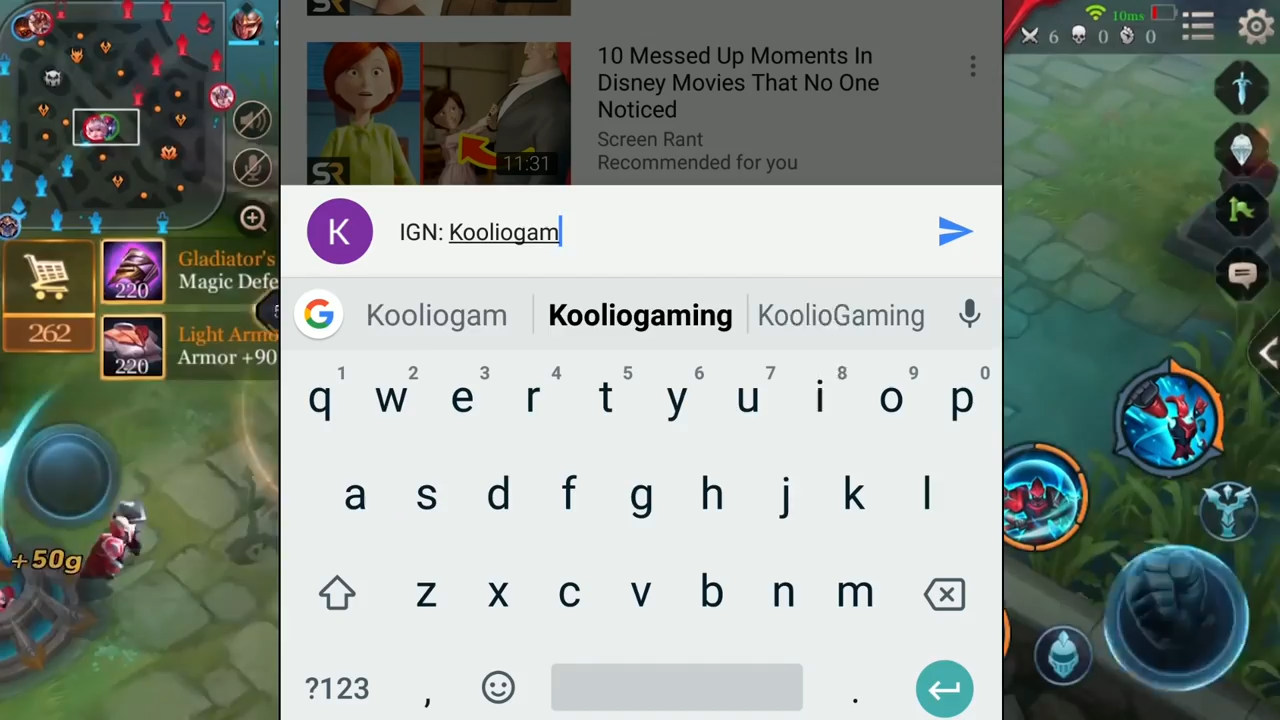 10 Messed Up Moments In
Disney Movies That No One
Noticed
Screen Rant
Recommended for you
SR
SR
11:31
10ms
6 0 0
K
IGN: Kooliogam
Kooliogam Kooliogaming KoolioGaming
1 2 3 4 5 6 7 8 9 0
q w e r t y u i o p
a s d f g h j k l
z x c v b n m
?123 , .
262
220
Gladiator's
Magic Defe
220
Light Armo
Armor +90
+50g